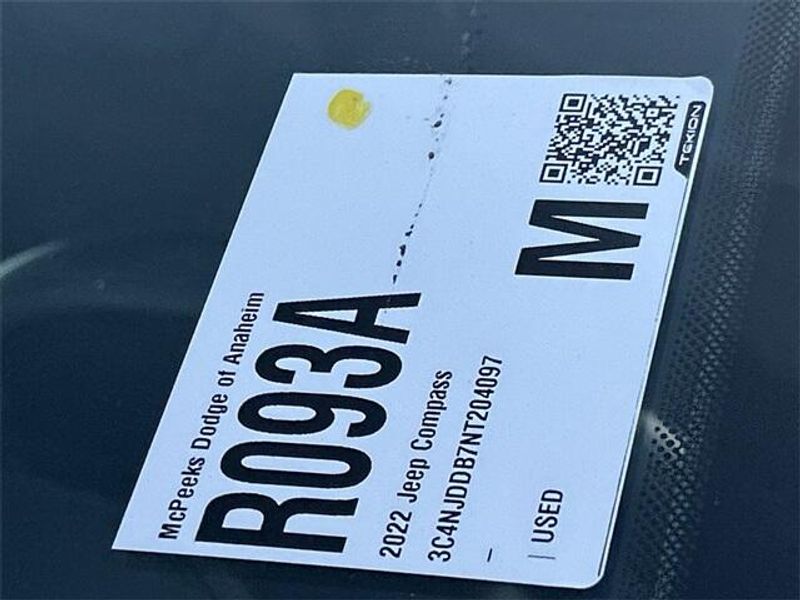 McPeeks Dodge of Anaheim
R093A
2022 Jeep Compass
3C4NJDDB7NT204097
–
| USED
M
TEKION